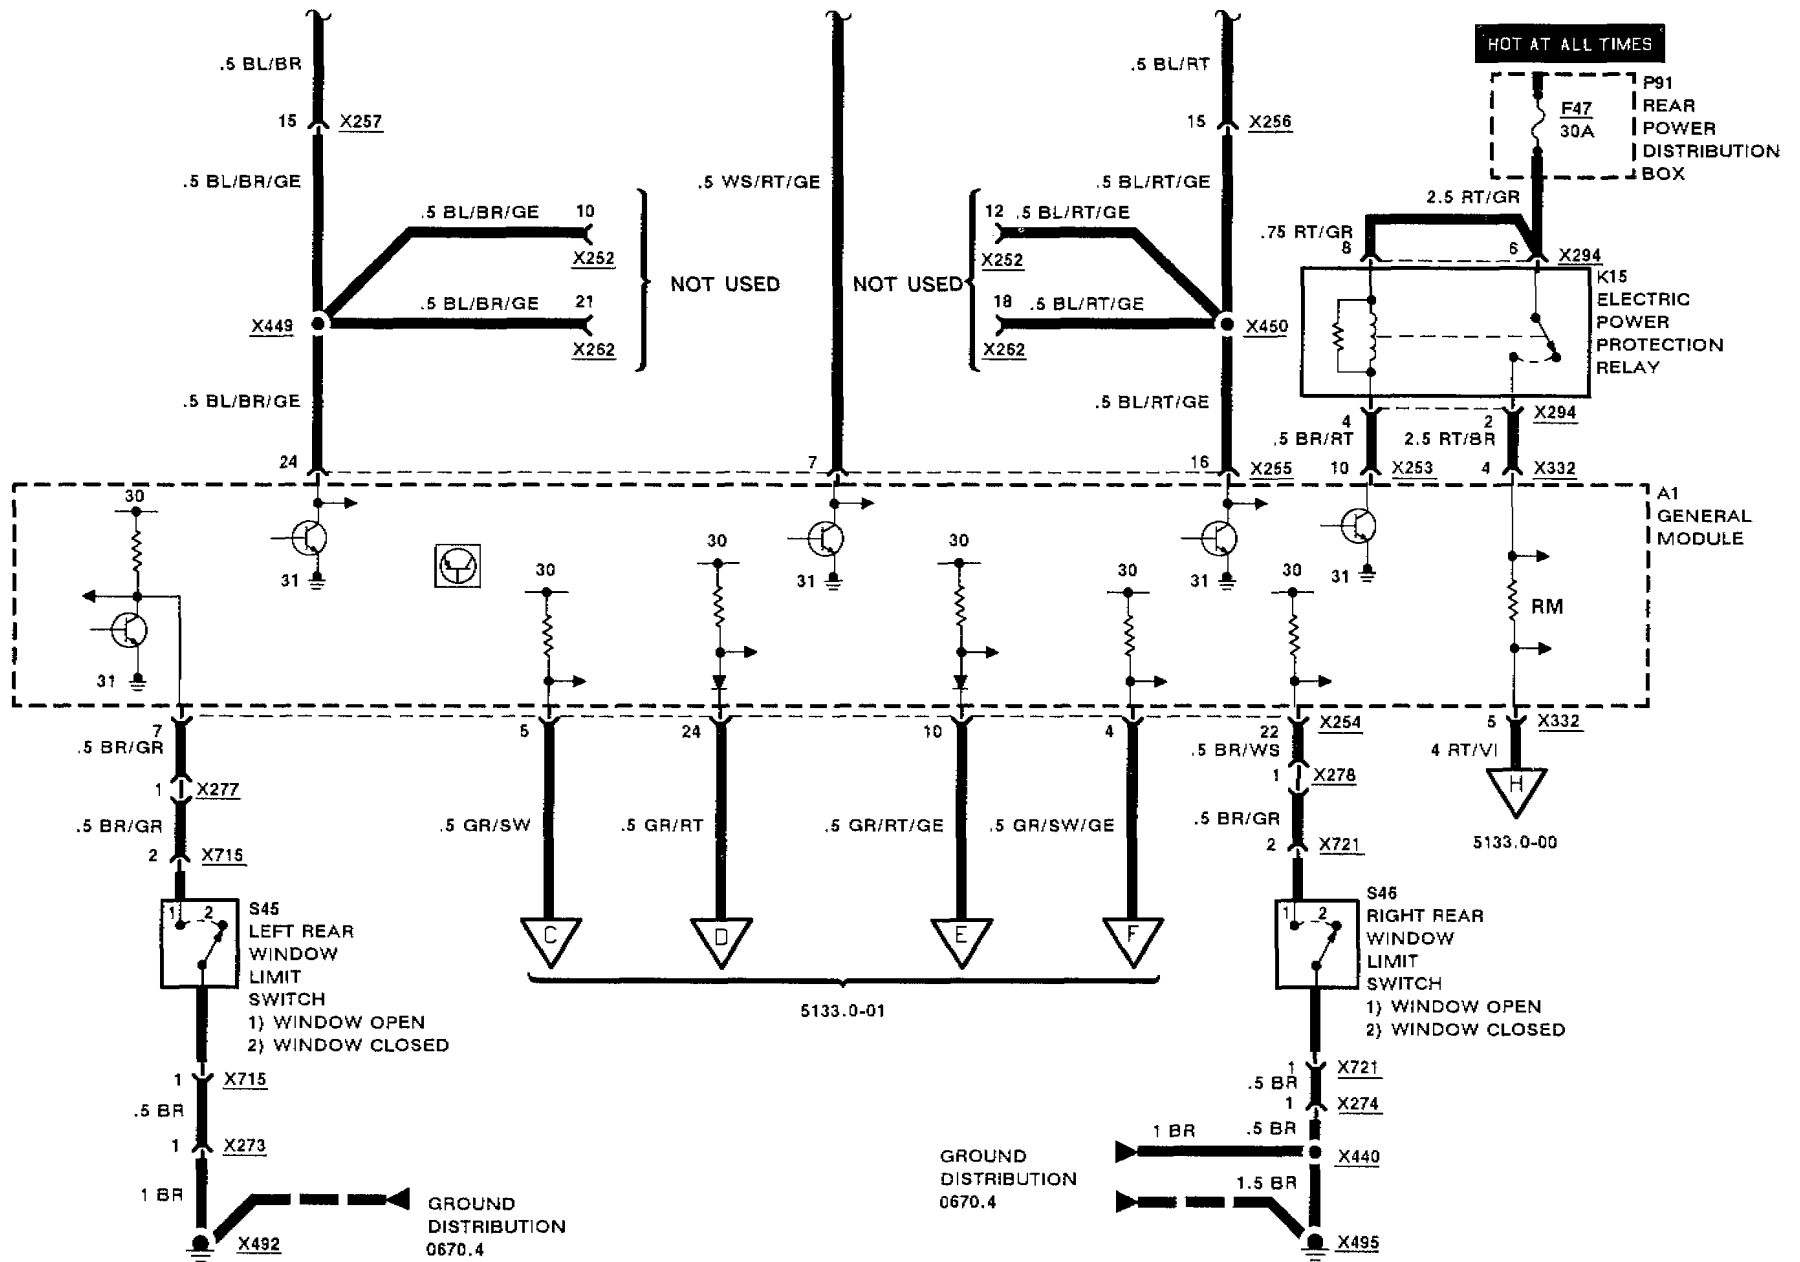 HOT AT ALL TIMES
.5 BL/BR
.5 BL/RT
P91
REAR
POWER
DISTRIBUTION
BOX
F47
30A
15 X257
15 X256
.5 BL/BR/GE
.5 WS/RT/GE
.5 BL/RT/GE
2.5 RT/GR
.75 RT/GR
.5 BL/BR/GE 10
X252
12 .5 BL/RT/GE
X252
8
6
X294
NOT USED
NOT USED
K15
ELECTRIC
POWER
PROTECTION
RELAY
.5 BL/BR/GE 21
X262
18 .5 BL/RT/GE
X262
X449
X450
.5 BL/BR/GE
.5 BL/RT/GE
4
2
X294
.5 BR/RT
2.5 RT/BR
24
7
16
X255
10
X253
4
X332
A1
GENERAL
MODULE
30
31
30
30
31
30
30
31
30
31
RM
31
7
5
24
10
4
22
X254
5
X332
.5 BR/GR
.5 BR/WS
4 RT/VI
1 X277
1 X278
H
5133.0-00
.5 BR/GR
.5 GR/SW
.5 GR/RT
.5 GR/RT/GE
.5 GR/SW/GE
.5 BR/GR
2 X715
2 X721
1 2
S45
LEFT REAR
WINDOW
LIMIT
SWITCH
1) WINDOW OPEN
2) WINDOW CLOSED
C
D
E
F
5133.0-01
1 2
S46
RIGHT REAR
WINDOW
LIMIT
SWITCH
1) WINDOW OPEN
2) WINDOW CLOSED
1 X715
.5 BR
1 X273
1 BR
X492
GROUND
DISTRIBUTION
0670.4
1 X721
.5 BR
1 X274
.5 BR
1 BR
X440
GROUND
DISTRIBUTION
0670.4
1.5 BR
X495